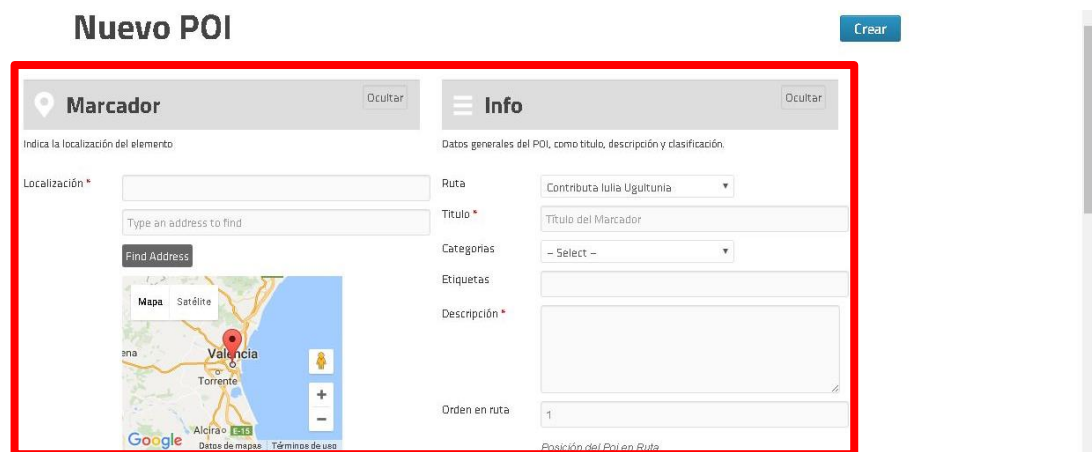 Nuevo POI
Crear
Marcador
Ocultar
Indica la localización del elemento
Localización *
Type an address to find
Find Address
Mapa Satélite
ena
Valencia
Torrente
Alcirao E-15
Google
Datos de mapas Términos de uso
+
−
Info
Ocultar
Datos generales del POI, como titulo, descripción y clasificación.
Ruta
Contributa Iulia Ugultunia
Titulo *
Título del Marcador
Categorias
– Select –
Etiquetas
Descripción *
Orden en ruta
1
Posición del Poi en Ruta